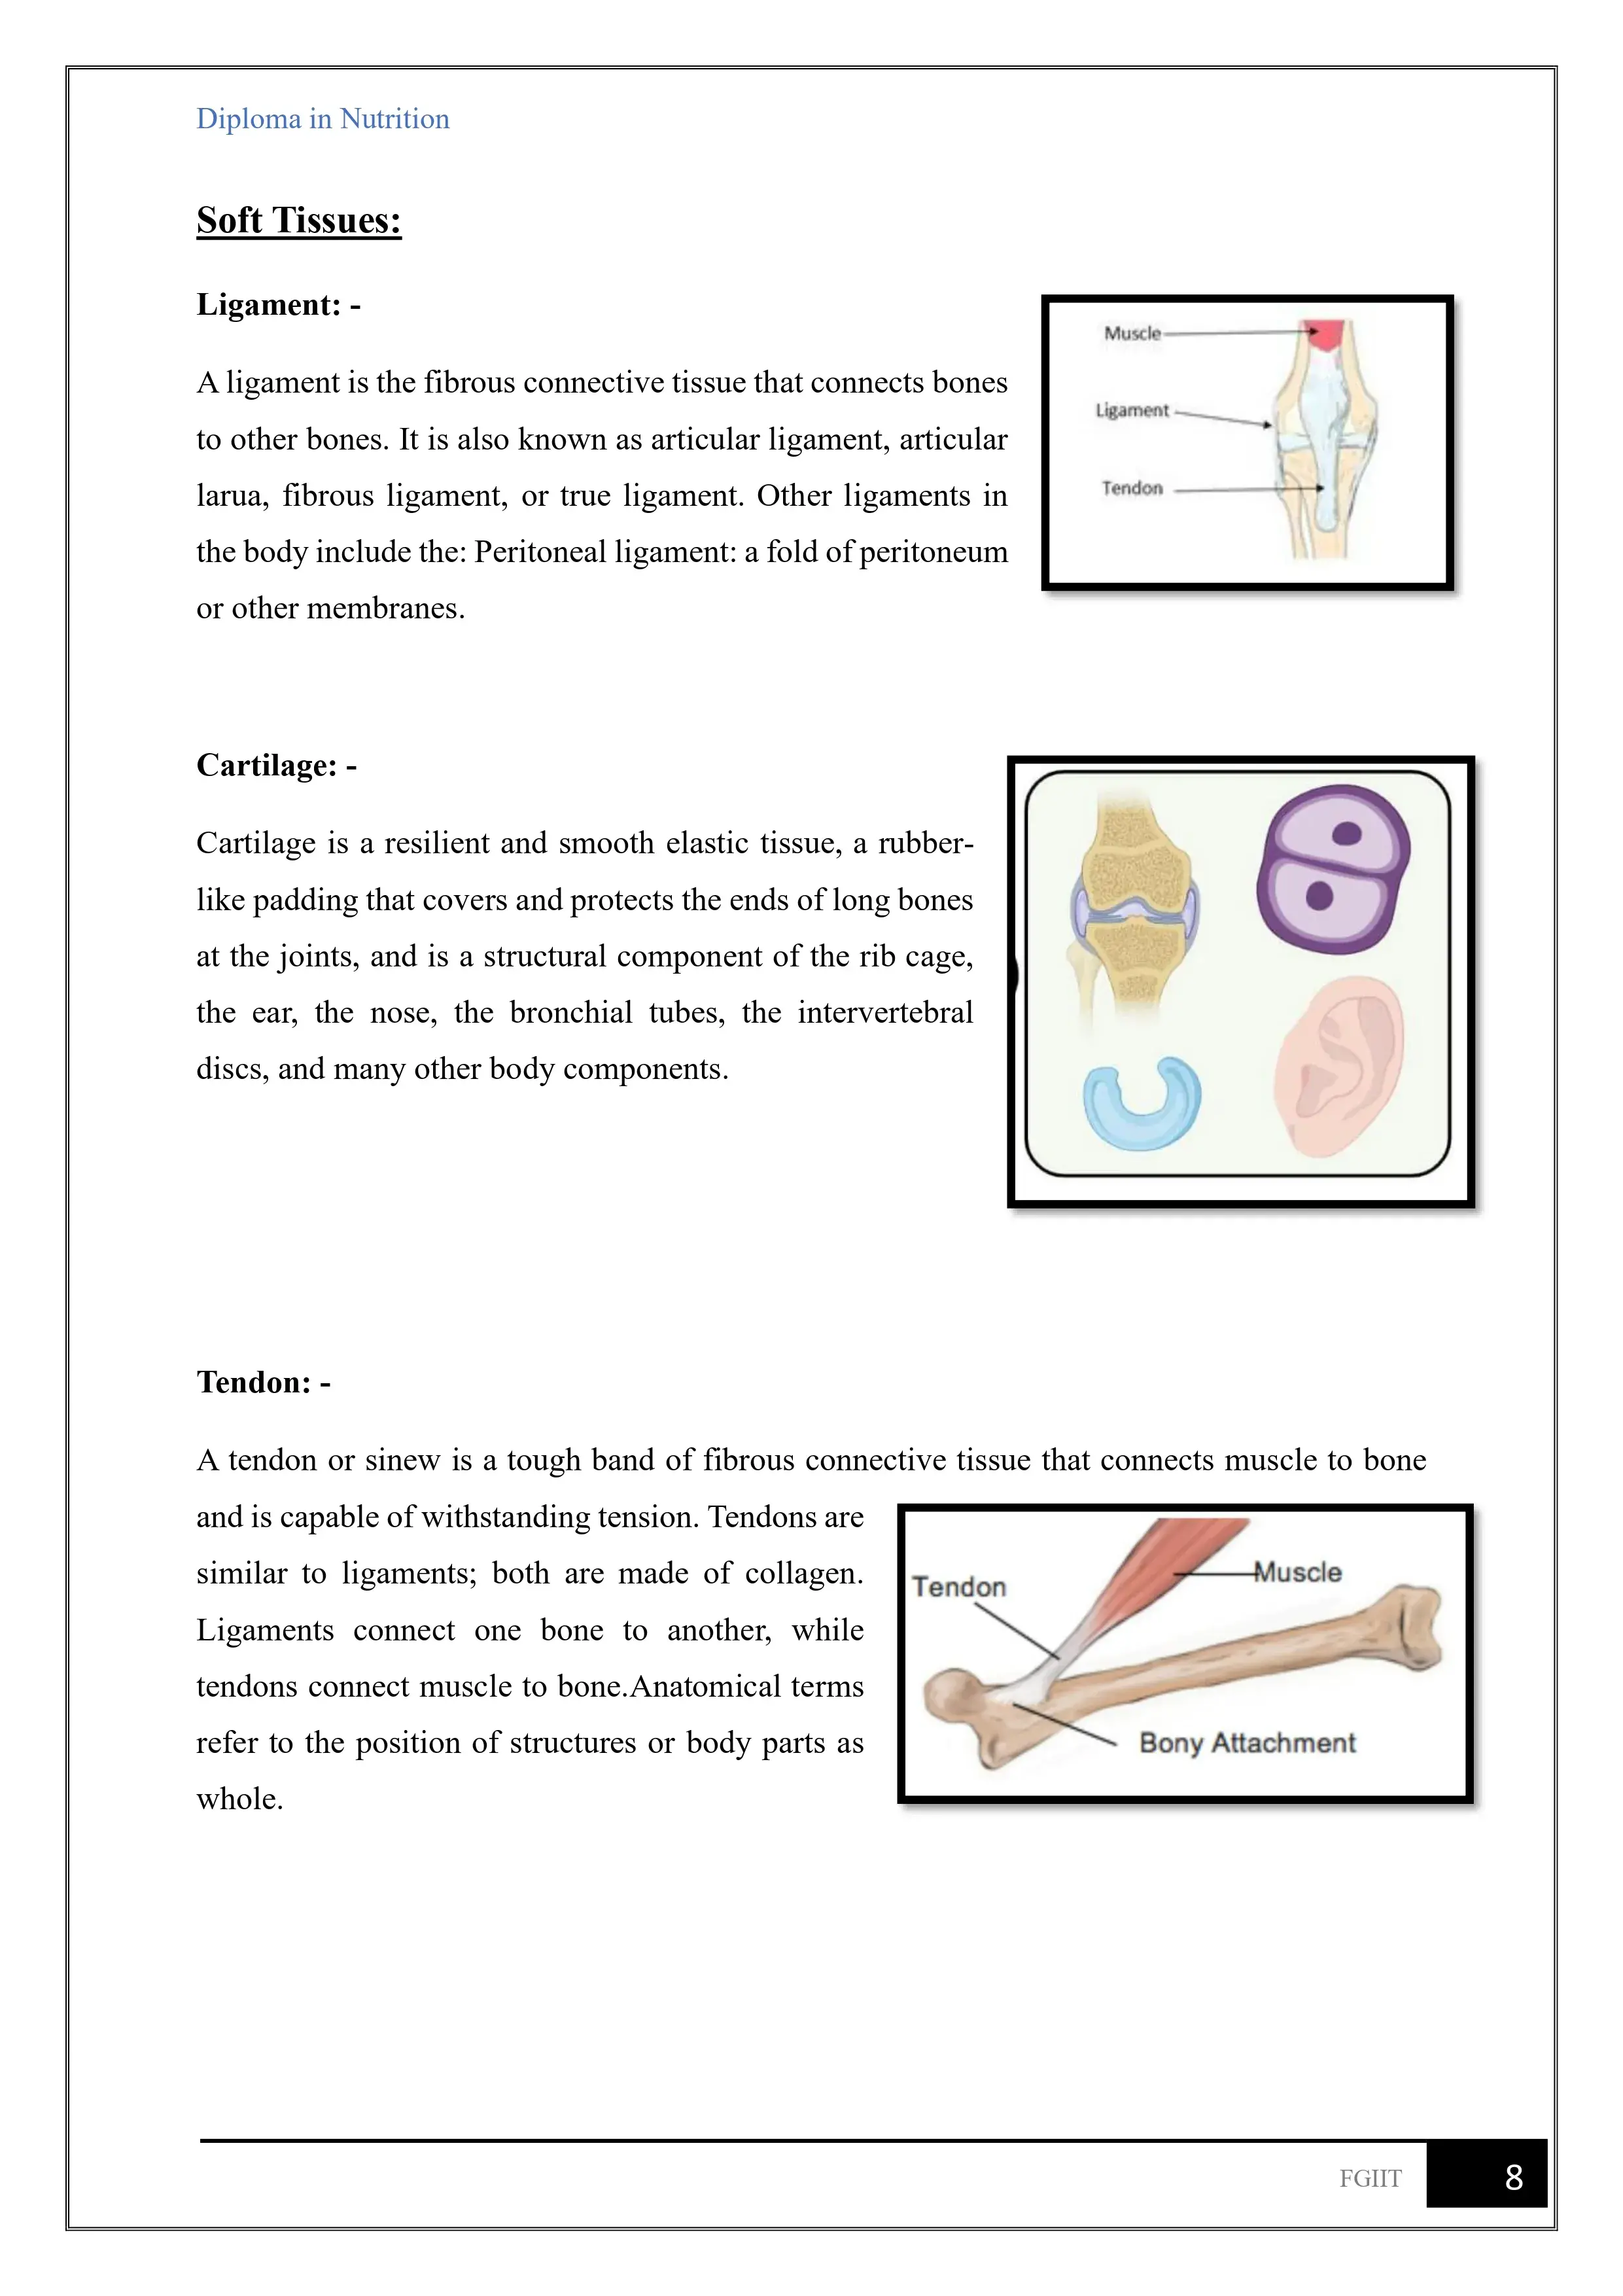 Diploma in Nutrition
Soft Tissues:
Ligament: -
A ligament is the fibrous connective tissue that connects bones
to other bones. It is also known as articular ligament, articular
larua, fibrous ligament, or true ligament. Other ligaments in
the body include the: Peritoneal ligament: a fold of peritoneum
or other membranes.
Muscle
Ligament
Tendon
Cartilage: -
Cartilage is a resilient and smooth elastic tissue, a rubber-
like padding that covers and protects the ends of long bones
at the joints, and is a structural component of the rib cage,
the ear, the nose, the bronchial tubes, the intervertebral
discs, and many other body components.
Tendon: -
A tendon or sinew is a tough band of fibrous connective tissue that connects muscle to bone
and is capable of withstanding tension. Tendons are
similar to ligaments; both are made of collagen.
Ligaments connect one bone to another, while
tendons connect muscle to bone.Anatomical terms
refer to the position of structures or body parts as
whole.
Tendon
Muscle
Bony Attachment
FGIIT
8